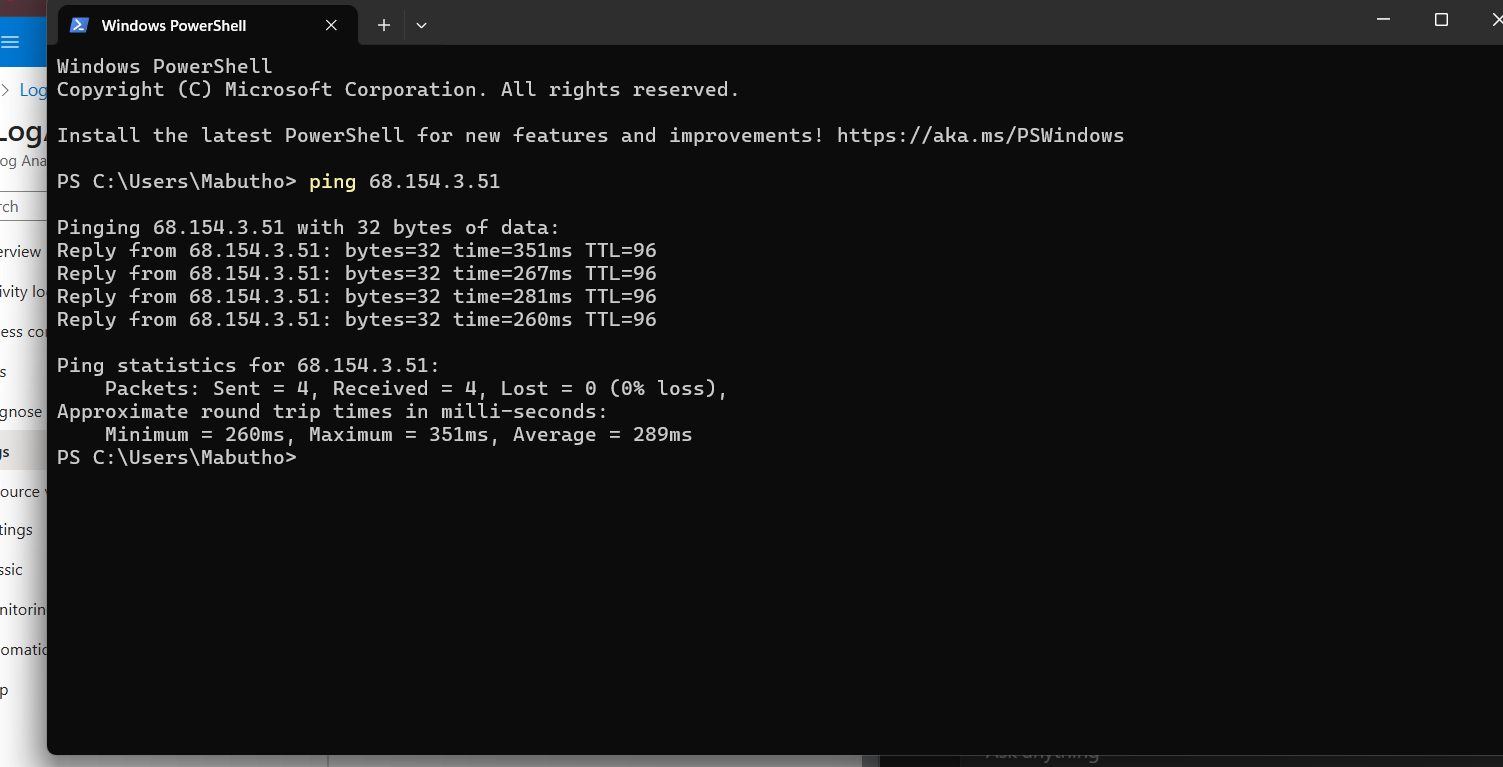 Windows PowerShell
Windows PowerShell
Copyright (C) Microsoft Corporation. All rights reserved.
Install the latest PowerShell for new features and improvements! https://aka.ms/PSWindows
PS C:\Users\Mabutho> ping 68.154.3.51
Pinging 68.154.3.51 with 32 bytes of data:
Reply from 68.154.3.51: bytes=32 time=351ms TTL=96
Reply from 68.154.3.51: bytes=32 time=267ms TTL=96
Reply from 68.154.3.51: bytes=32 time=281ms TTL=96
Reply from 68.154.3.51: bytes=32 time=260ms TTL=96
Ping statistics for 68.154.3.51:
    Packets: Sent = 4, Received = 4, Lost = 0 (0% loss),
Approximate round trip times in milli-seconds:
    Minimum = 260ms, Maximum = 351ms, Average = 289ms
PS C:\Users\Mabutho>
> Log
Log
og Ana
rch
erview
ivity lo
ess co
s
gnose
gs
ource
tings
ssic
nitorin
omatic
p